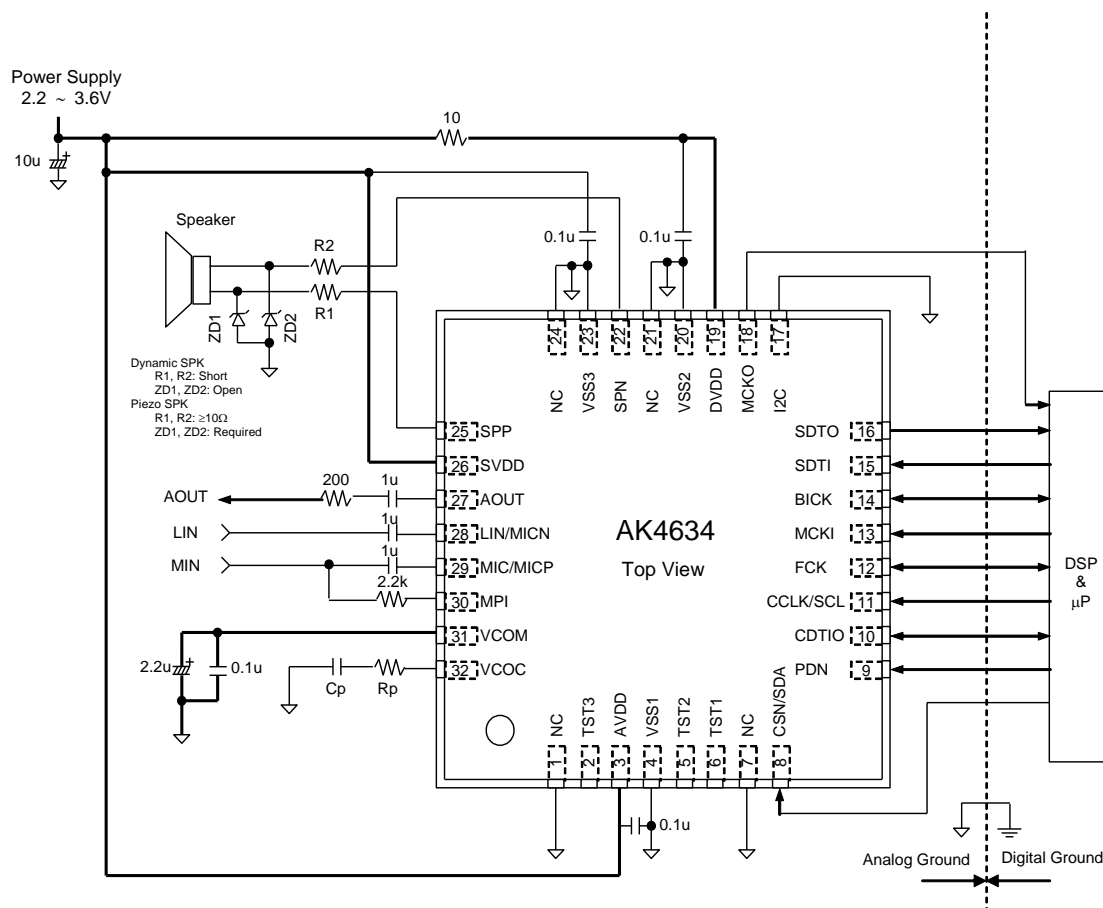 Power Supply
2.2 ~ 3.6V
10
10u
Speaker
R2
R1
ZD1
ZD2
0.1u
0.1u
Dynamic SPK
R1, R2: Short
ZD1, ZD2: Open
Piezo SPK
R1, R2: ≥10Ω
ZD1, ZD2: Required
24
23
22
21
20
19
18
17
NC
VSS3
SPN
NC
VSS2
DVDD
MCKO
I2C
25 SPP
26 SVDD
AOUT
200
1u
27 AOUT
LIN
1u
28 LIN/MICN
MIN
1u
29 MIC/MICP
2.2k
30 MPI
31 VCOM
2.2u
0.1u
32 VCOC
Cp
Rp
AK4634
Top View
SDTO 16
SDTI 15
BICK 14
MCKI 13
FCK 12
CCLK/SCL 11
CDTIO 10
PDN 9
DSP
&
μP
NC
TST3
AVDD
VSS1
TST2
TST1
NC
CSN/SDA
1
2
3
4
5
6
7
8
0.1u
Analog Ground
Digital Ground